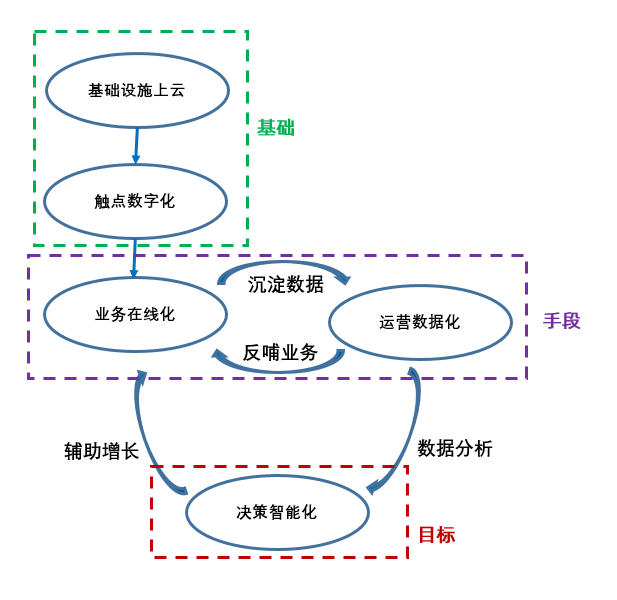 基础设施上云
基础
触点数字化
沉淀数据
业务在线化
运营数据化
手段
反哺业务
辅助增长
数据分析
决策智能化
目标